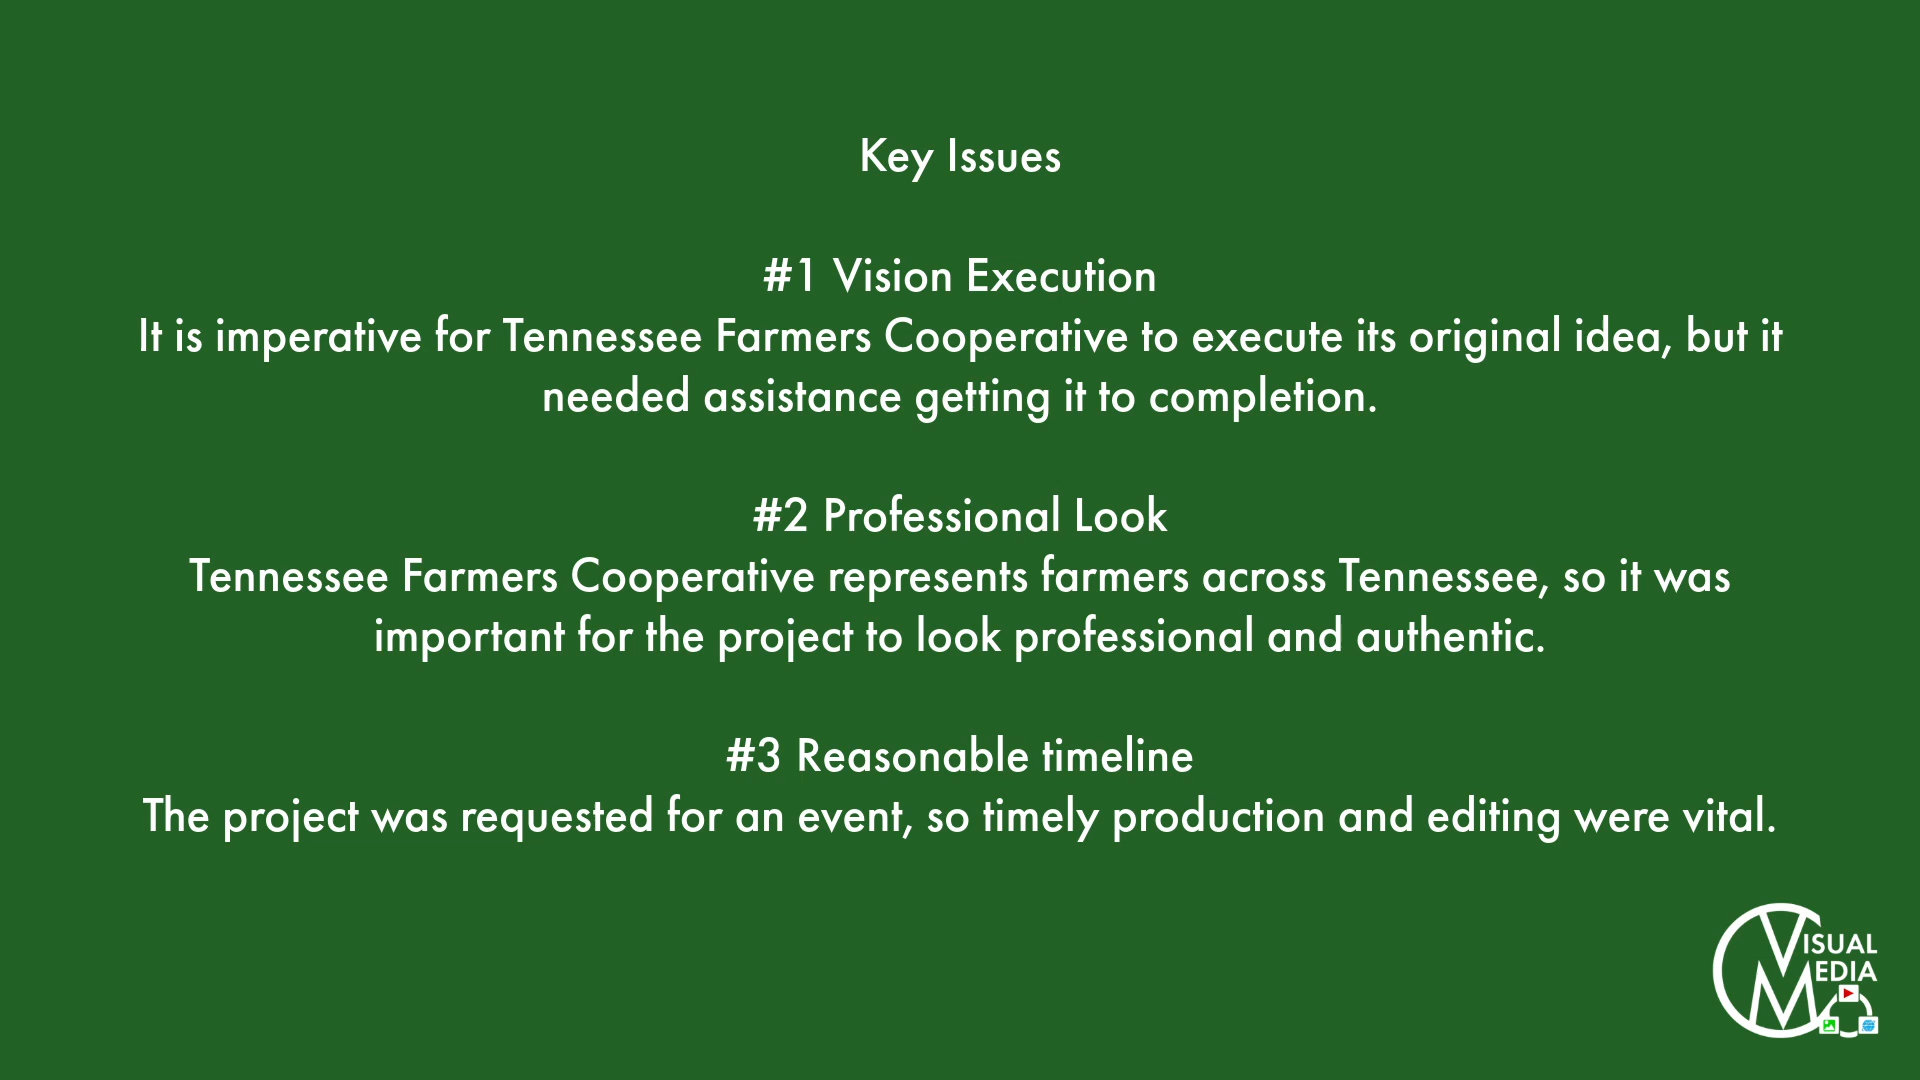 Key Issues
#1 Vision Execution
It is imperative for Tennessee Farmers Cooperative to execute its original idea, but it
needed assistance getting it to completion.
#2 Professional Look
Tennessee Farmers Cooperative represents farmers across Tennessee, so it was
important for the project to look professional and authentic.
#3 Reasonable timeline
The project was requested for an event, so timely production and editing were vital.
VISUAL
MEDIA